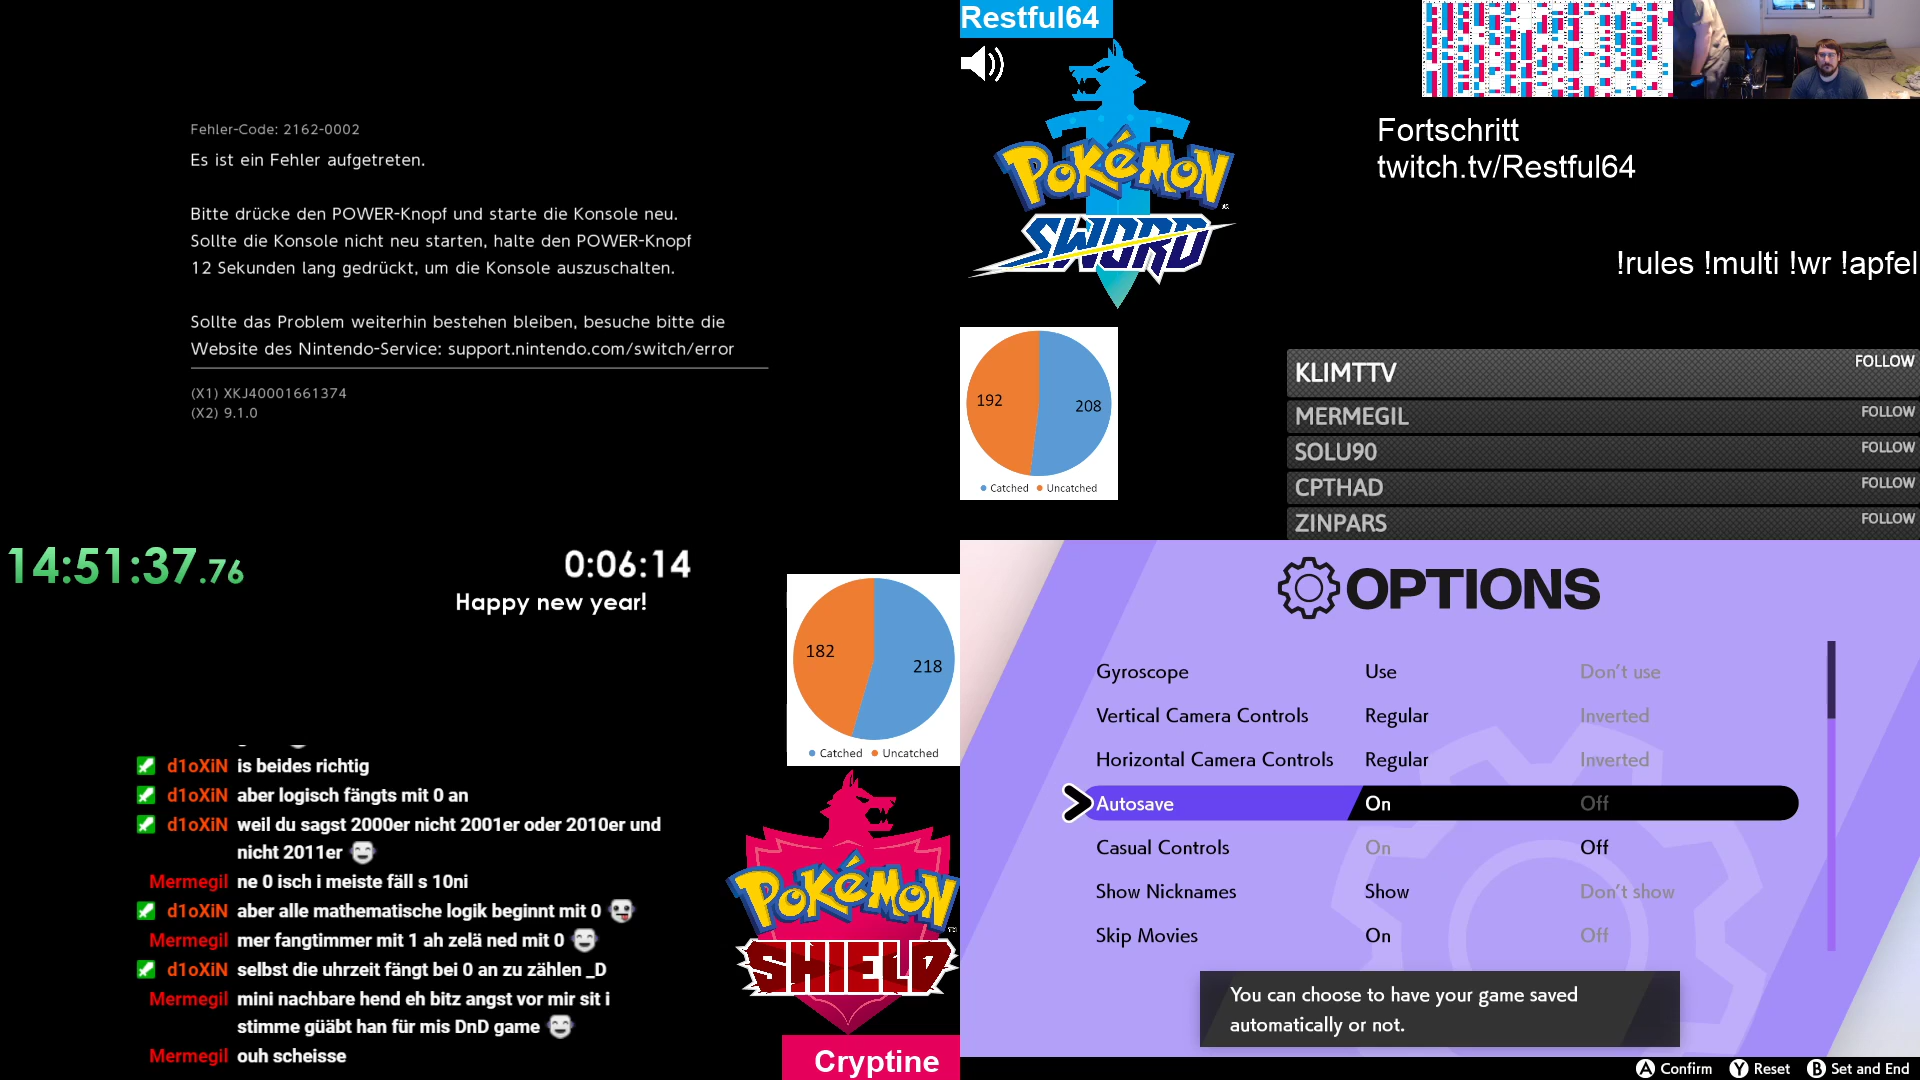 Fehler-Code: 2162-0002
Es ist ein Fehler aufgetreten.
Bitte drücke den POWER-Knopf und starte die Konsole neu.
Sollte die Konsole nicht neu starten, halte den POWER-Knopf
12 Sekunden lang gedrückt, um die Konsole auszuschalten.
Sollte das Problem weiterhin bestehen bleiben, besuche bitte die
Website des Nintendo-Service: support.nintendo.com/switch/error
(X1) XKJ40001661374
(X2) 9.1.0
Restful64
POKéMON
SWORD
Fortschritt
twitch.tv/Restful64
!rules !multi !wr !apfel
192
208
Catched Uncatched
KLIMTTV FOLLOW
MERMEGIL FOLLOW
SOLU90 FOLLOW
CPTHAD FOLLOW
ZINPARS FOLLOW
14:51:37.76
0:06:14
Happy new year!
182
218
Catched Uncatched
d1oXiN is beides richtig
d1oXiN aber logisch fängts mit 0 an
d1oXiN weil du sagst 2000er nicht 2001er oder 2010er und
nicht 2011er
Mermegil ne 0 isch i meiste fäll s 10ni
d1oXiN aber alle mathematische logik beginnt mit 0
Mermegil mer fangtimmer mit 1 ah zelä ned mit 0
d1oXiN selbst die uhrzeit fängt bei 0 an zu zählen _D
Mermegil mini nachbare hend eh bitz angst vor mir sit i
stimme güäbt han für mis DnD game
Mermegil ouh scheisse
POKéMON
SHIELD
Cryptine
OPTIONS
Gyroscope Use Don't use
Vertical Camera Controls Regular Inverted
Horizontal Camera Controls Regular Inverted
Autosave On Off
Casual Controls On Off
Show Nicknames Show Don't show
Skip Movies On Off
You can choose to have your game saved
automatically or not.
A Confirm Y Reset B Set and End